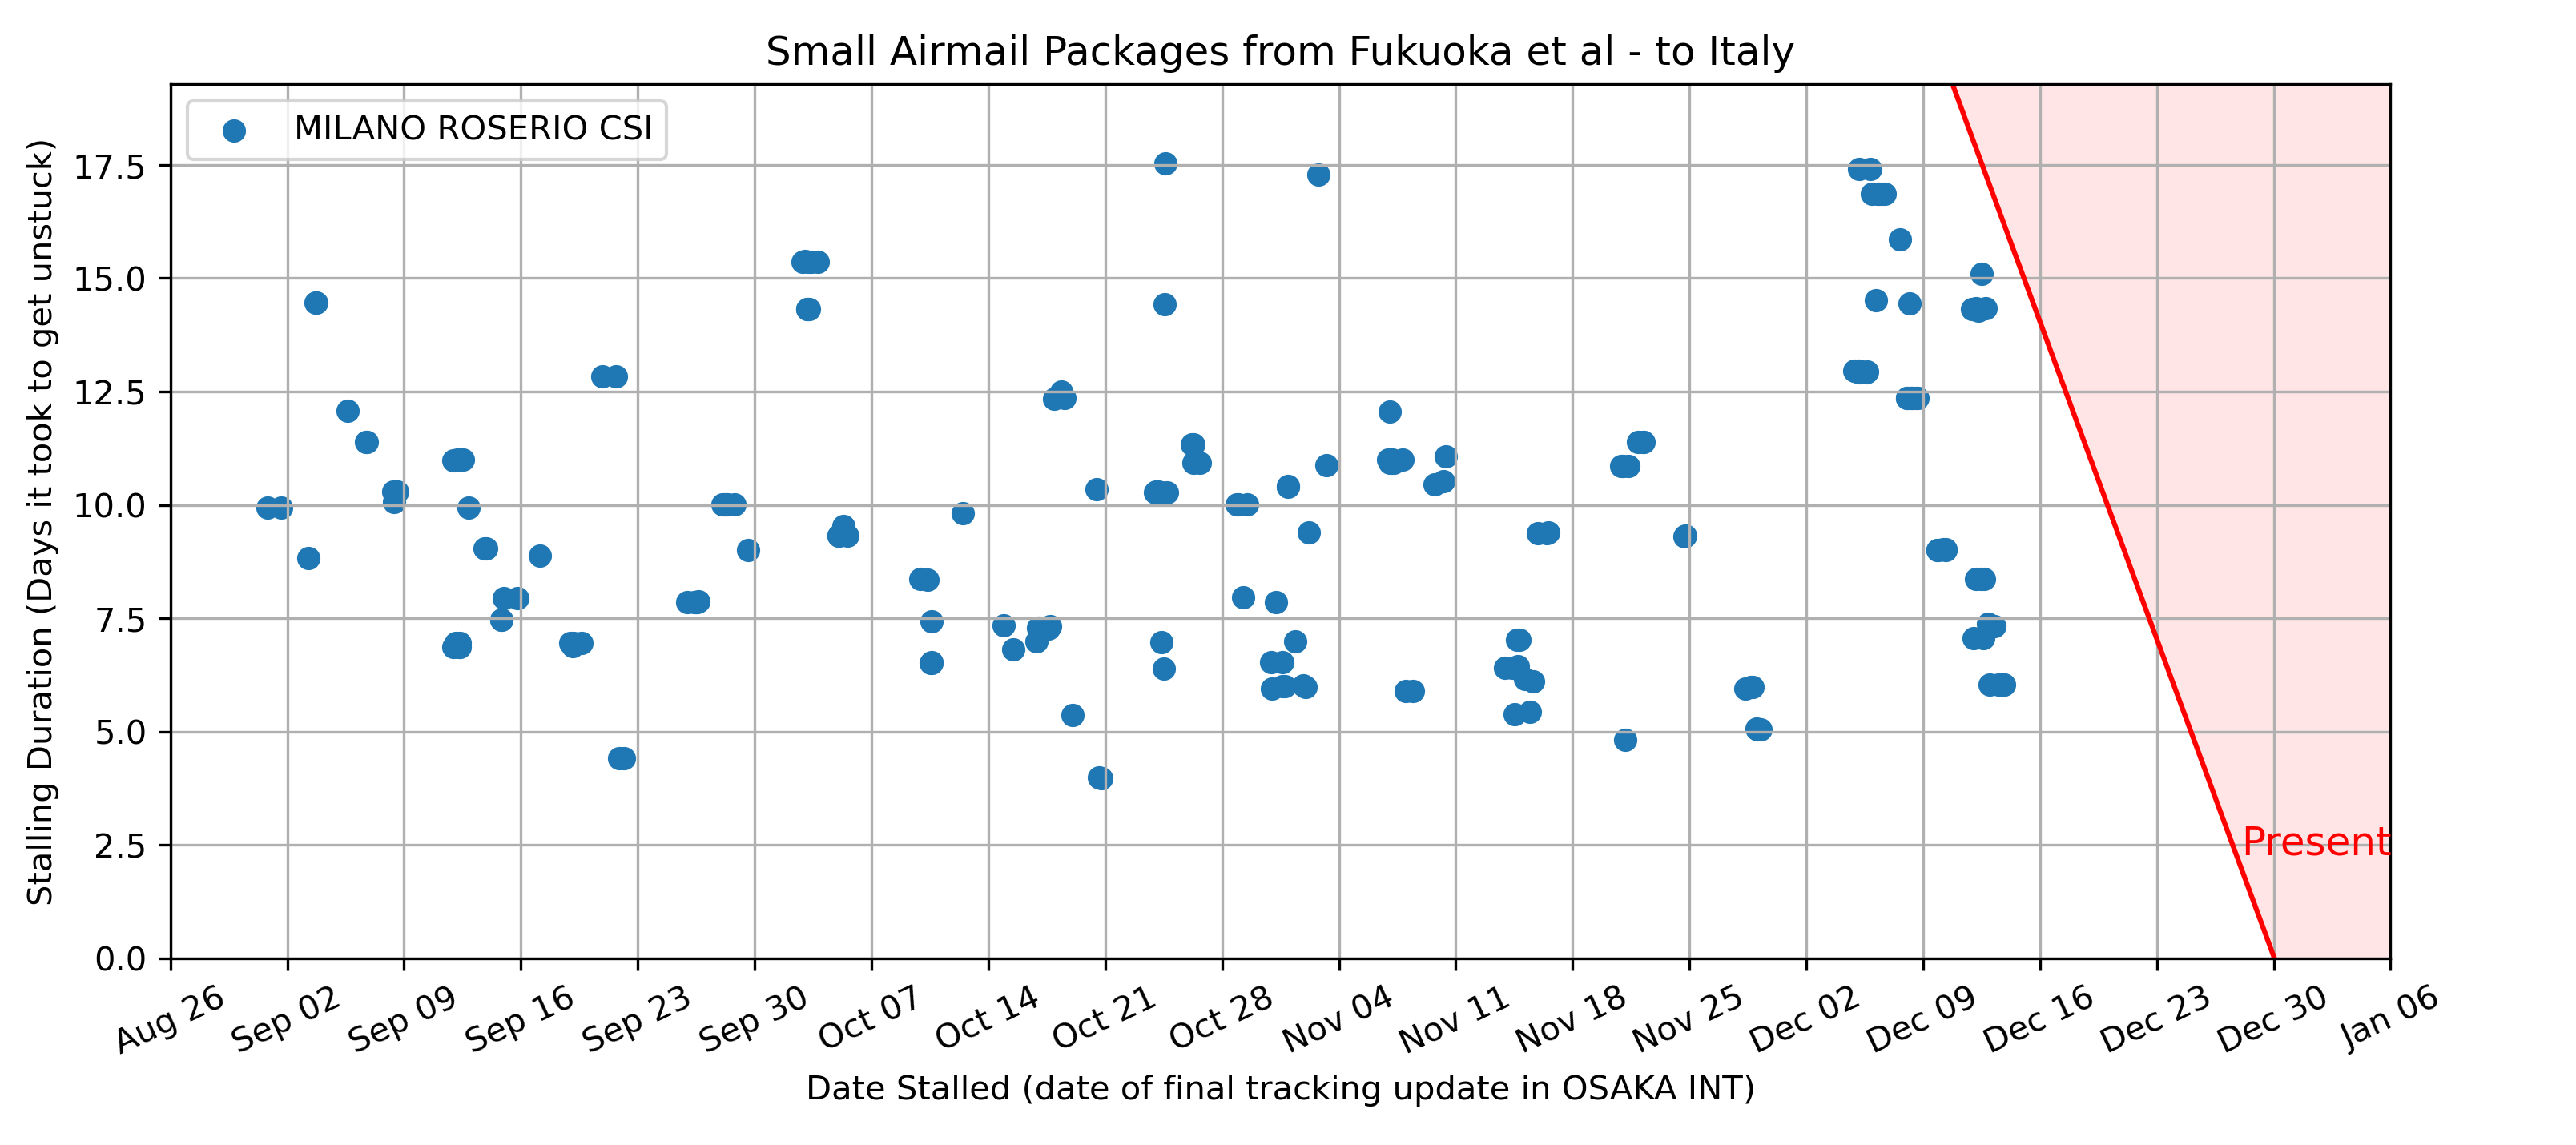 Small Airmail Packages from Fukuoka et al - to Italy
MILANO ROSERIO CSI
Stalling Duration (Days it took to get unstuck)
17.5
15.0
12.5
10.0
7.5
5.0
2.5
0.0
Present
Aug 26 Sep 02 Sep 09 Sep 16 Sep 23 Sep 30 Oct 07 Oct 14 Oct 21 Oct 28 Nov 04 Nov 11 Nov 18 Nov 25 Dec 02 Dec 09 Dec 16 Dec 23 Dec 30 Jan 06
Date Stalled (date of final tracking update in OSAKA INT)